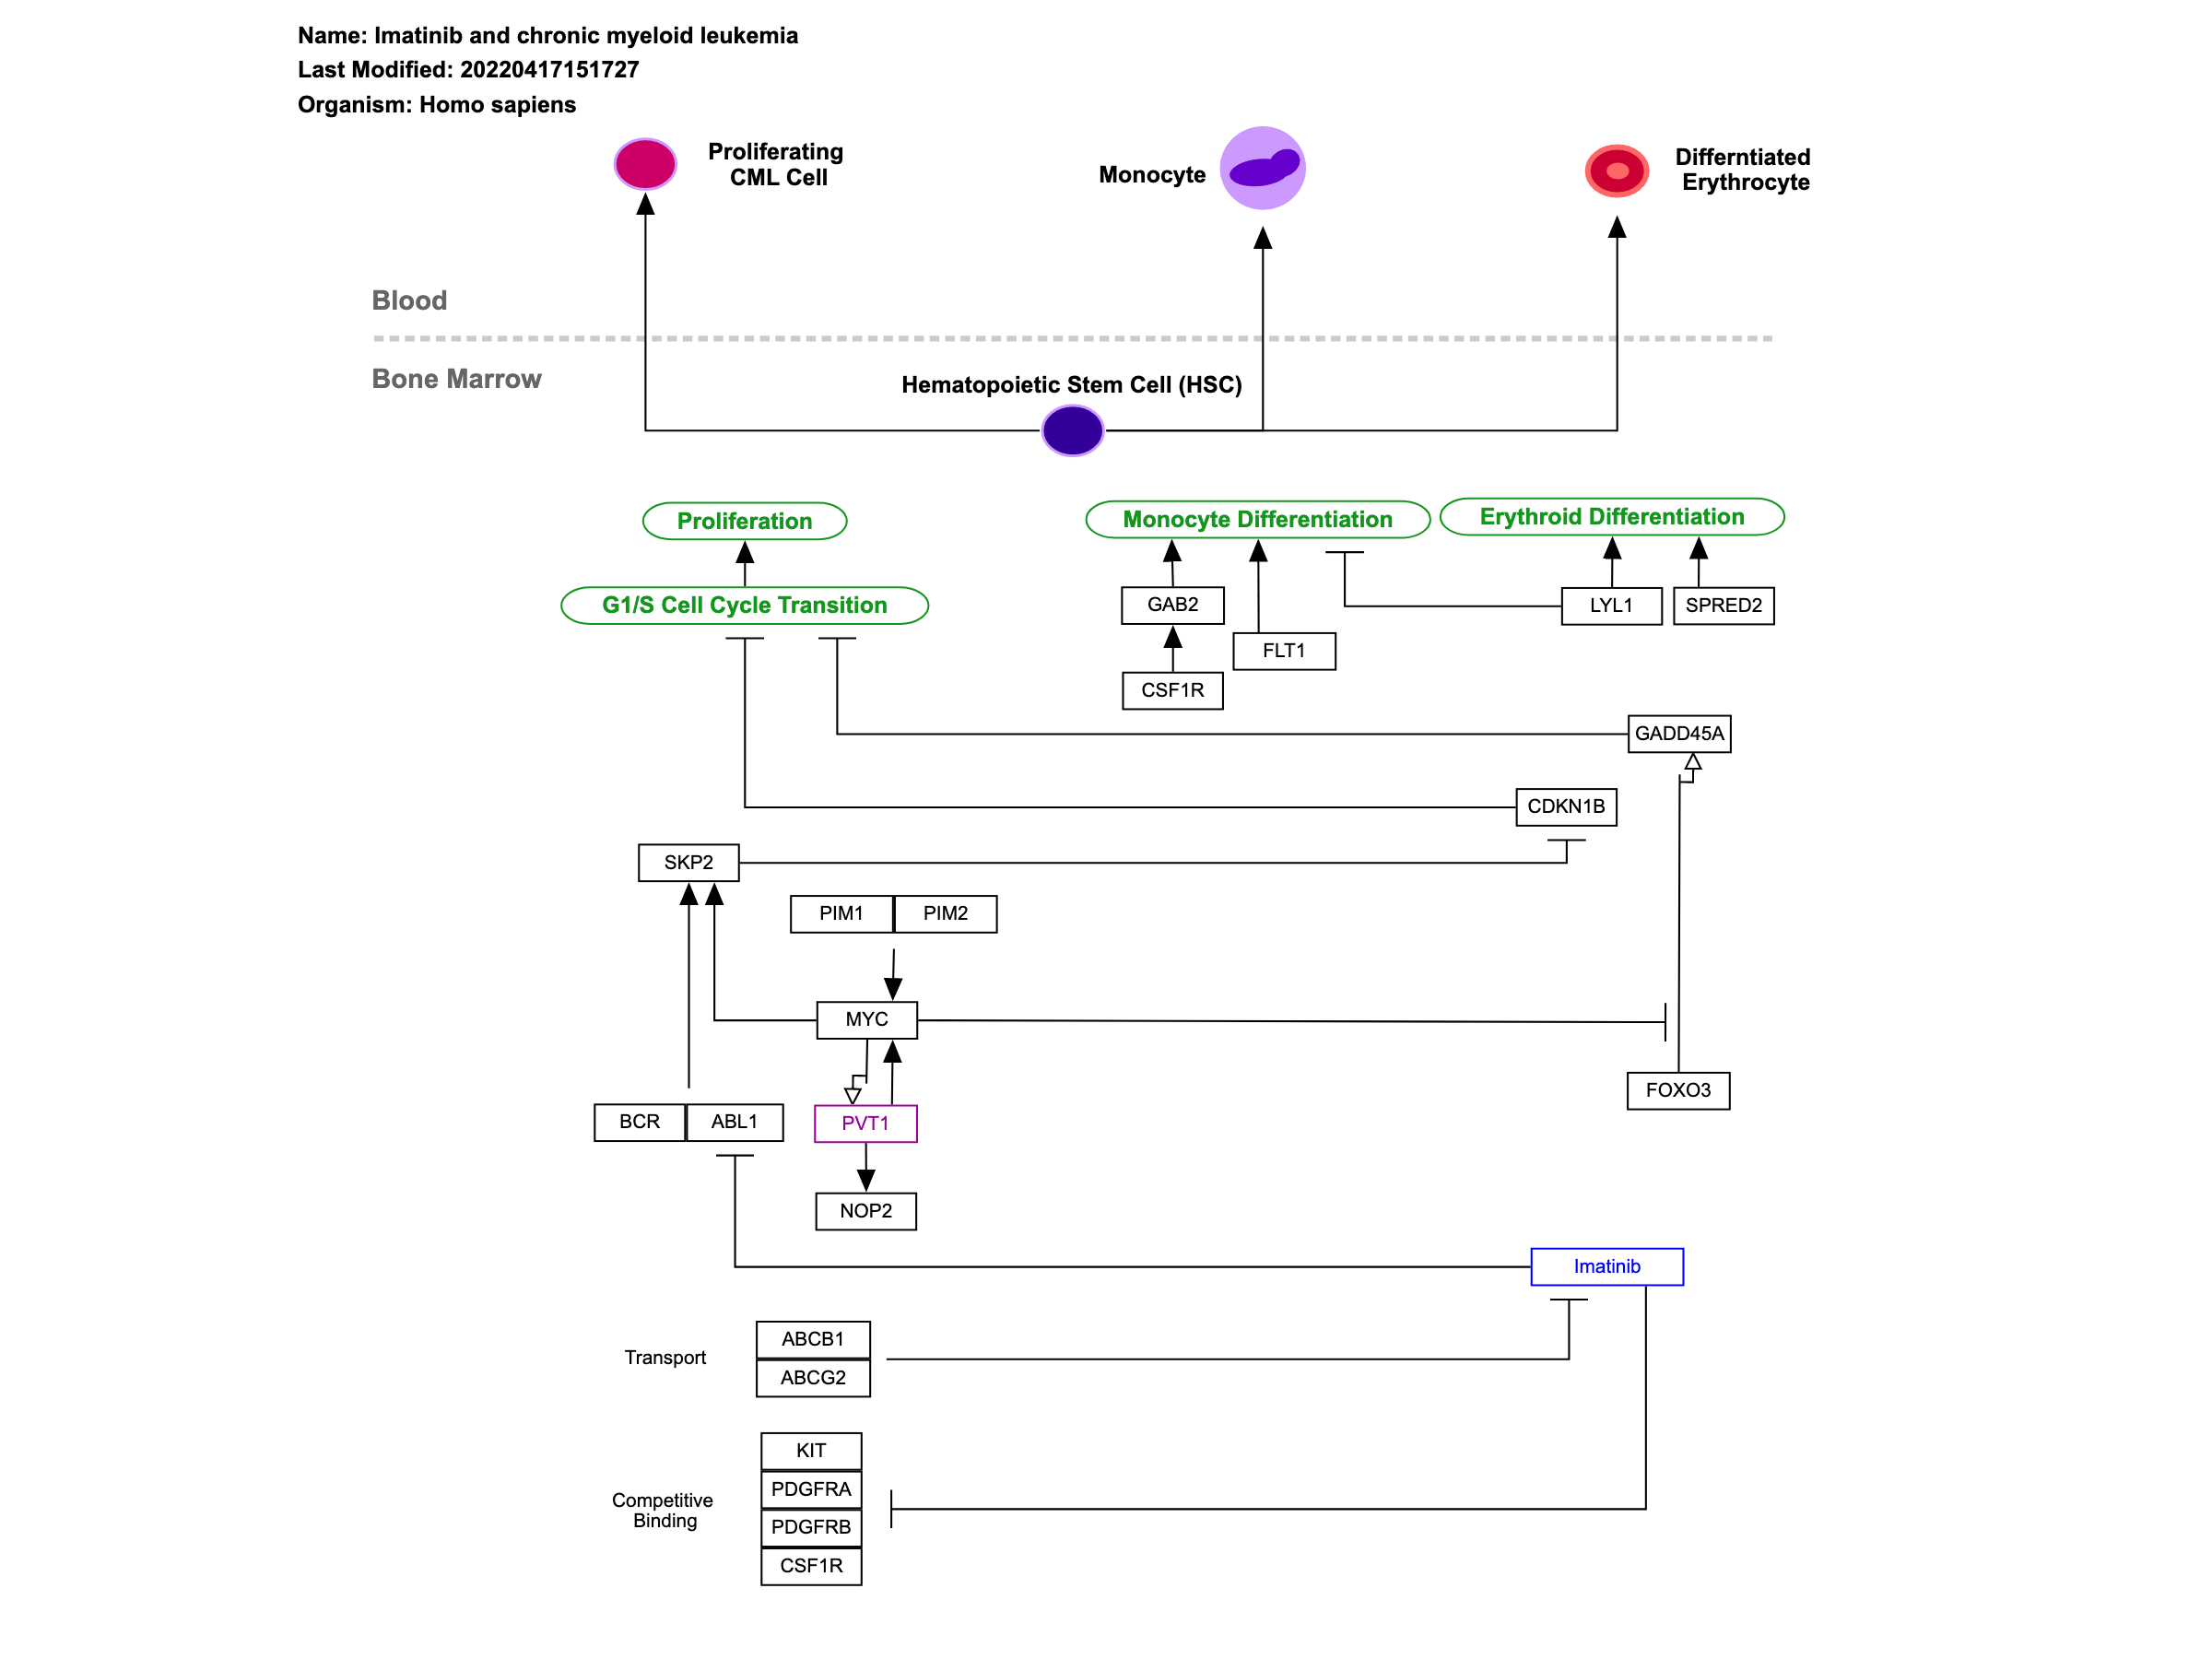 Name: Imatinib and chronic myeloid leukemia
Last Modified: 20220417151727
Organism: Homo sapiens
Proliferating
CML Cell
Monocyte
Differntiated
Erythrocyte
Blood
Bone Marrow
Hematopoietic Stem Cell (HSC)
Proliferation
Monocyte Differentiation
Erythroid Differentiation
G1/S Cell Cycle Transition
GAB2
LYL1
SPRED2
FLT1
CSF1R
GADD45A
CDKN1B
SKP2
PIM1
PIM2
MYC
FOXO3
BCR
ABL1
PVT1
NOP2
Imatinib
ABCB1
Transport
ABCG2
KIT
PDGFRA
Competitive
Binding
PDGFRB
CSF1R